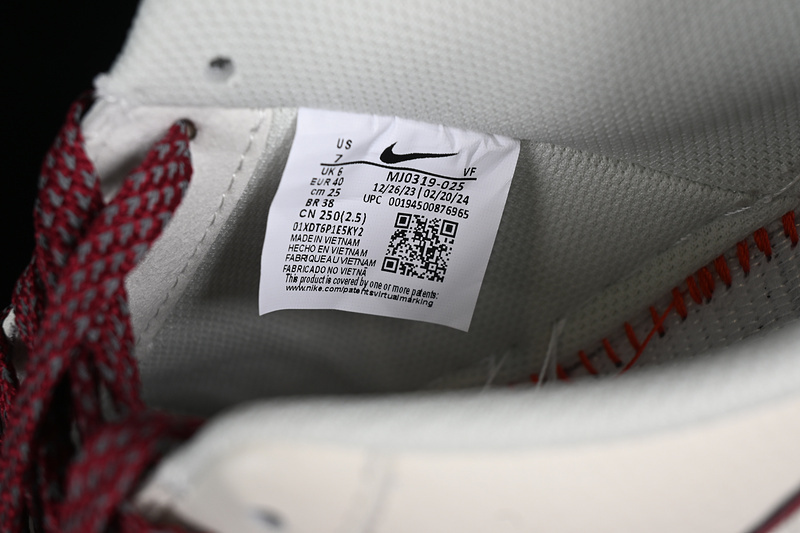 US
7
UK 6
EUR 40
cm 25
BR 38
CN 250(2.5)
01XDT6P1E5KY2
VF
MJ0319-025
12/26/23 | 02/20/24
UPC 00194500876965
MADE IN VIETNAM
HECHO EN VIETNAM
FABRIQUE AU VIETNAM
FABRICADO NO VIETNÃ
This product is covered by one or more patents:
www.nike.com/patentsvirtualmarking